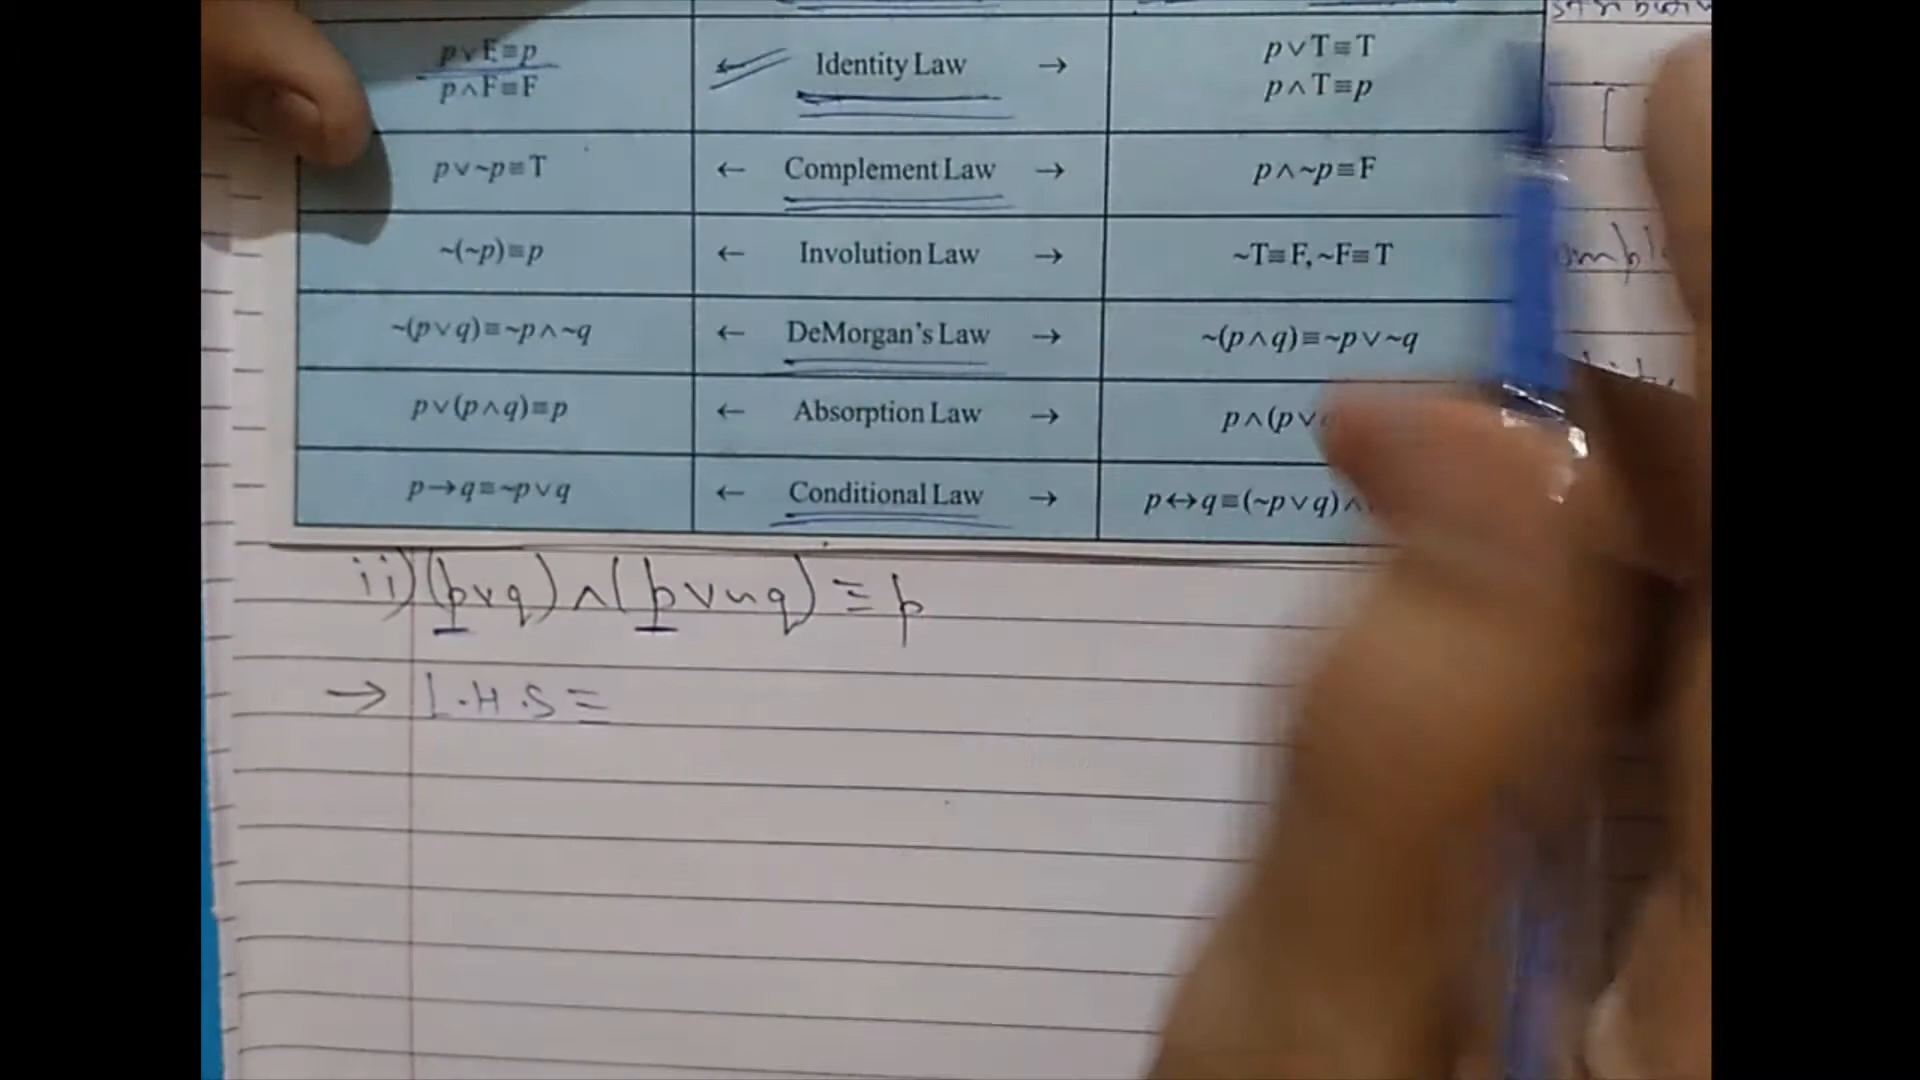 p∨F≡p ← Identity Law → p∨T≡T
p∧F≡F p∧T≡p
p∨~p≡T ← Complement Law → p∧~p≡F
~(~p)≡p ← Involution Law → ~T≡F, ~F≡T
~(p∨q)≡~p∧~q ← DeMorgan's Law → ~(p∧q)≡~p∨~q
p∨(p∧q)≡p ← Absorption Law → p∧(p∨
p→q≡~p∨q ← Conditional Law → p↔q≡(~p∨q)∧
ii) (p∨q)∧(p∨~q)≡p
→ L.H.S =